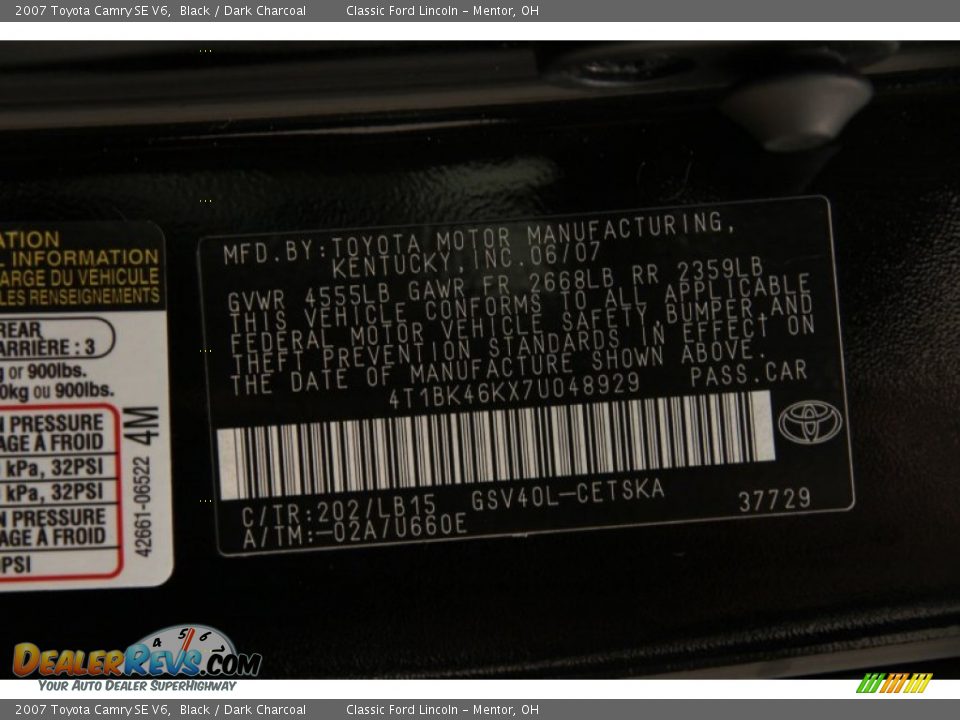 2007 Toyota Camry SE V6,  Black / Dark Charcoal    Classic Ford Lincoln – Mentor, OH
ATION
L INFORMATION
ARGE DU VÉHICULE
LES RENSEIGNEMENTS
REAR
ARRIÈRE : 3
g or 900lbs.
0kg ou 900lbs.
N PRESSURE
AGE À FROID
kPa, 32PSI
kPa, 32PSI
N PRESSURE
AGE À FROID
PSI
42661-06522 4M
MFD.BY:TOYOTA MOTOR MANUFACTURING,
KENTUCKY,INC.06/07
GVWR 4555LB GAWR FR 2668LB RR 2359LB
THIS VEHICLE CONFORMS TO ALL APPLICABLE
FEDERAL MOTOR VEHICLE SAFETY BUMPER,AND
THEFT PREVENTION STANDARDS IN EFFECT ON
THE DATE OF MANUFACTURE SHOWN ABOVE.
4T1BK46KX7U048929 PASS.CAR
C/TR:202/LB15 GSV40L-CETSKA
A/TM:-02A/U660E 37729
4 5 6
DEALERREVS.COM
YOUR AUTO DEALER SUPERHIGHWAY
2007 Toyota Camry SE V6,  Black / Dark Charcoal    Classic Ford Lincoln – Mentor, OH